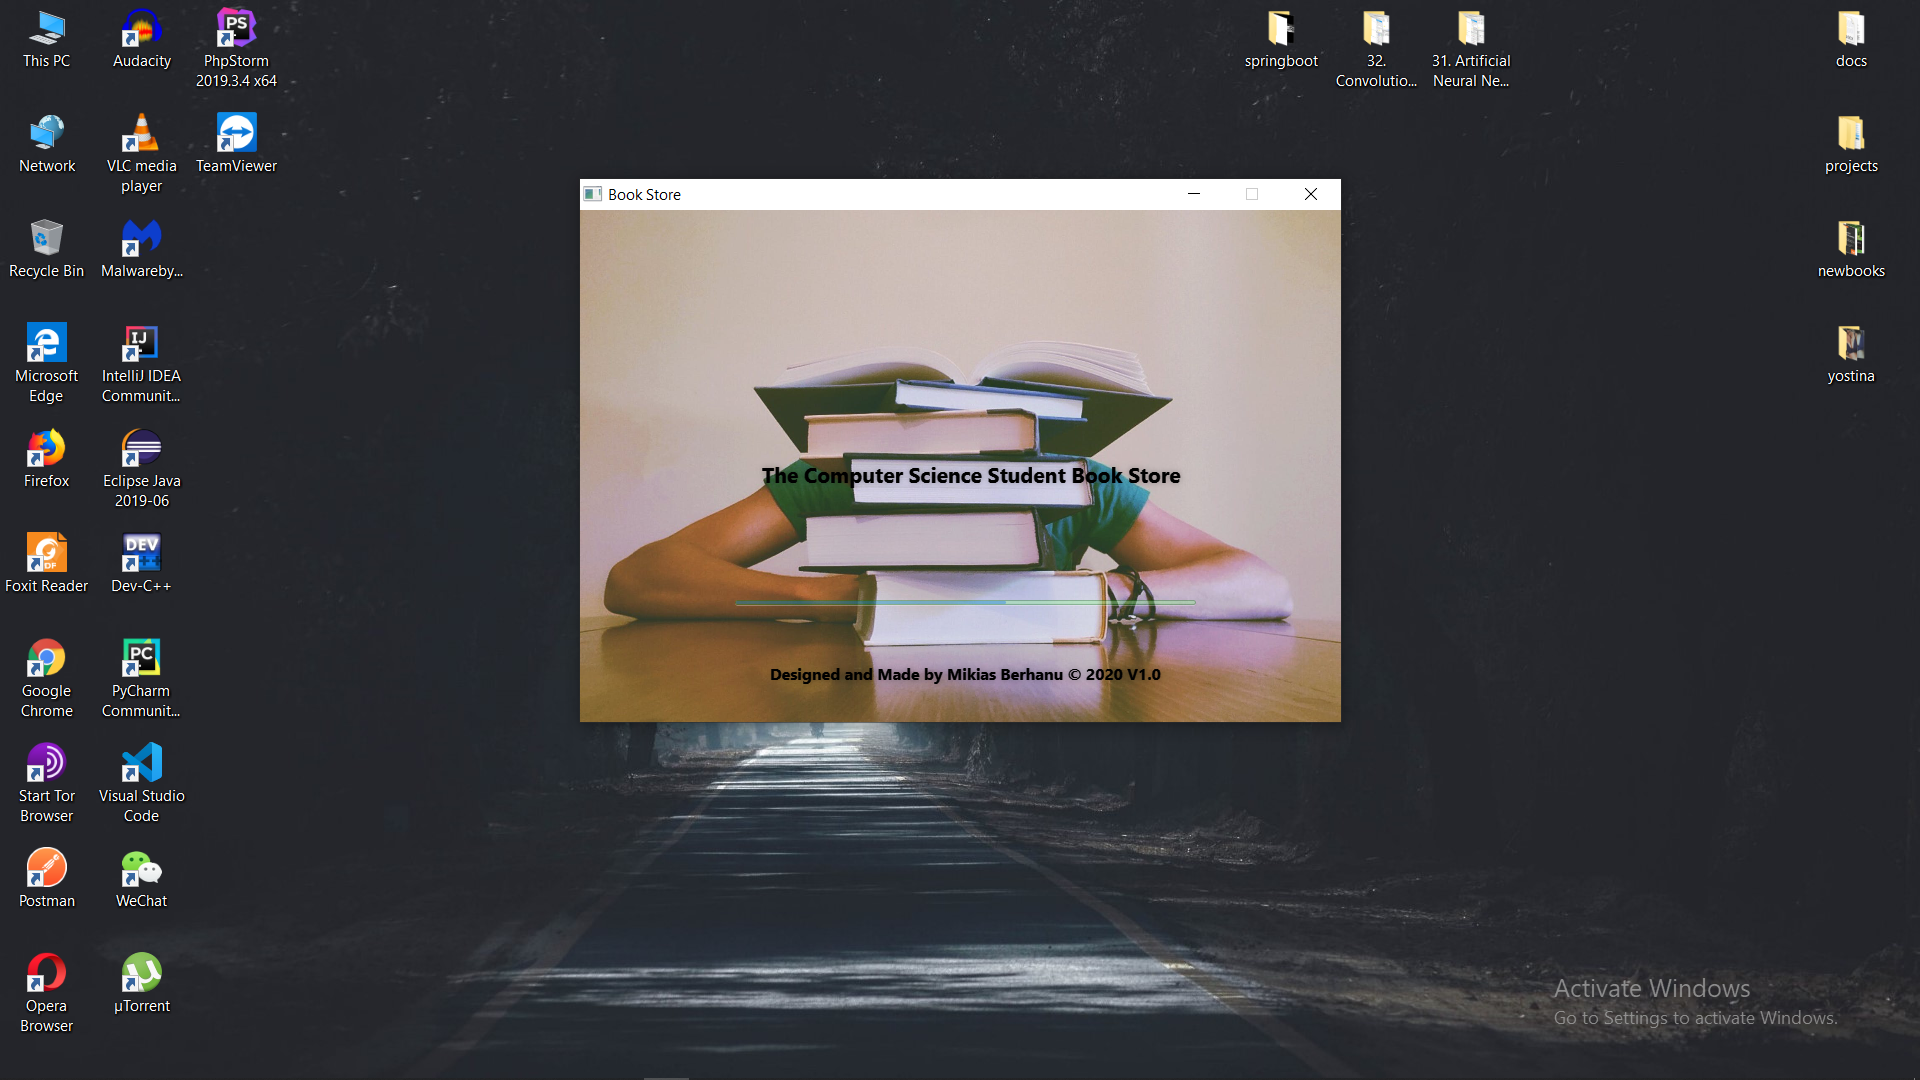 This PC
Audacity
PhpStorm
2019.3.4 x64
Network
VLC media
player
TeamViewer
Recycle Bin
Malwareby...
Microsoft
Edge
IntelliJ IDEA
Communit...
Firefox
Eclipse Java
2019-06
Foxit Reader
Dev-C++
Google
Chrome
PyCharm
Communit...
Start Tor
Browser
Visual Studio
Code
Postman
WeChat
Opera
Browser
µTorrent
PS
IJ
DEV
PC
Book Store
The Computer Science Student Book Store
Designed and Made by Mikias Berhanu © 2020 V1.0
springboot
32.
Convolutio...
31. Artificial
Neural Ne...
docs
projects
newbooks
yostina
Activate Windows
Go to Settings to activate Windows.